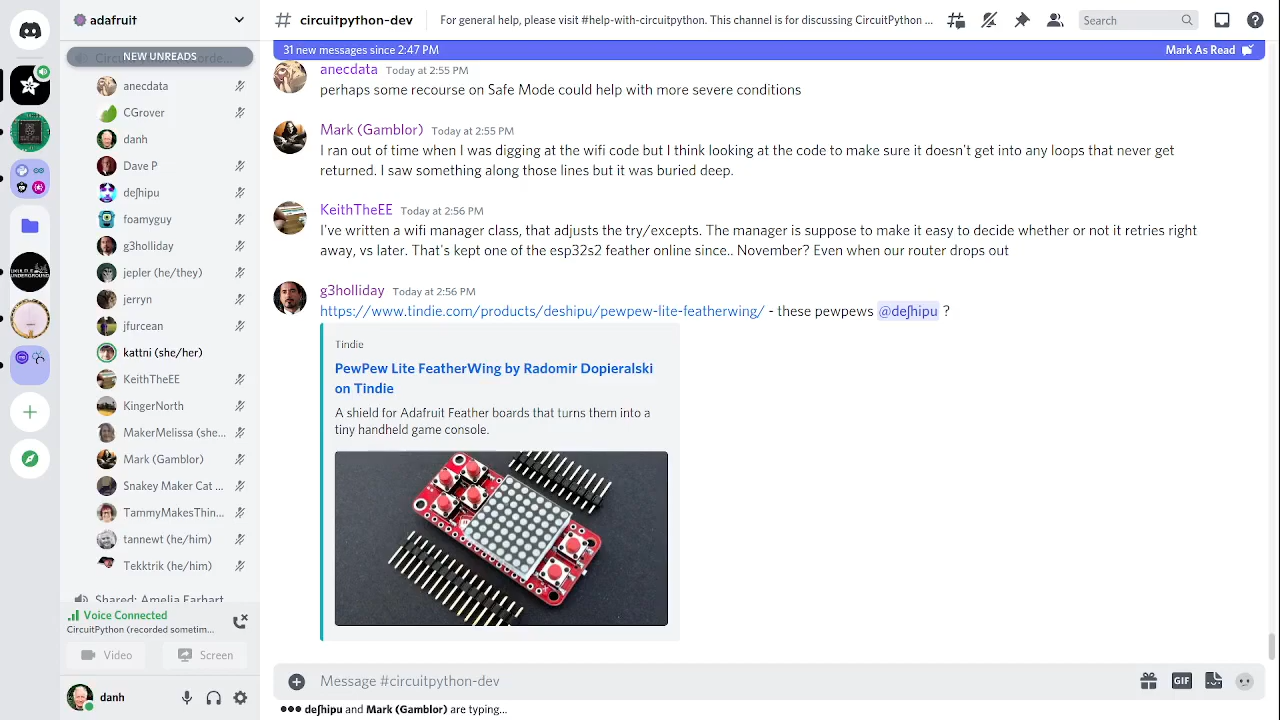 adafruit
NEW UNREADS
anecdata
CGrover
danh
Dave P
deʃhipu
foamyguy
g3holliday
jepler (he/they)
jerryn
jfurcean
kattni (she/her)
KeithTheEE
KingerNorth
MakerMelissa (she...
Mark (Gamblor)
Snakey Maker Cat ...
TammyMakesThin...
tannewt (he/him)
Tekktrik (he/him)
Shared: Amelia Earhart
Voice Connected
CircuitPython (recorded sometim...
Video
Screen
danh
# circuitpython-dev
For general help, please visit #help-with-circuitpython. This channel is for discussing CircuitPython ...
Search
31 new messages since 2:47 PM
Mark As Read
anecdata Today at 2:55 PM
perhaps some recourse on Safe Mode could help with more severe conditions
Mark (Gamblor) Today at 2:55 PM
I ran out of time when I was digging at the wifi code but I think looking at the code to make sure it doesn't get into any loops that never get
returned. I saw something along those lines but it was buried deep.
KeithTheEE Today at 2:56 PM
I've written a wifi manager class, that adjusts the try/excepts. The manager is suppose to make it easy to decide whether or not it retries right
away, vs later. That's kept one of the esp32s2 feather online since.. November? Even when our router drops out
g3holliday Today at 2:56 PM
https://www.tindie.com/products/deshipu/pewpew-lite-featherwing/ - these pewpews @deʃhipu ?
Tindie
PewPew Lite FeatherWing by Radomir Dopieralski
on Tindie
A shield for Adafruit Feather boards that turns them into a
tiny handheld game console.
Message #circuitpython-dev
GIF
deʃhipu and Mark (Gamblor) are typing...